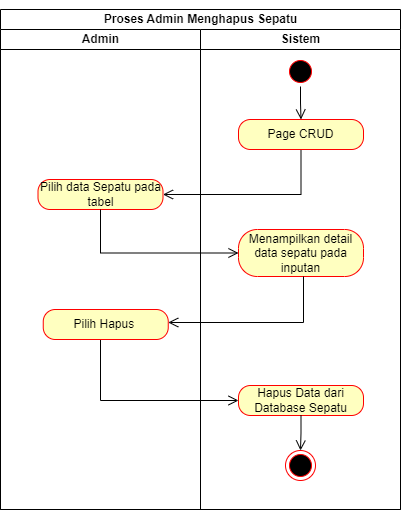 Proses Admin Menghapus Sepatu
Admin
Sistem
Page CRUD
Pilih data Sepatu pada
tabel
Menampilkan detail
data sepatu pada
inputan
Pilih Hapus
Hapus Data dari
Database Sepatu